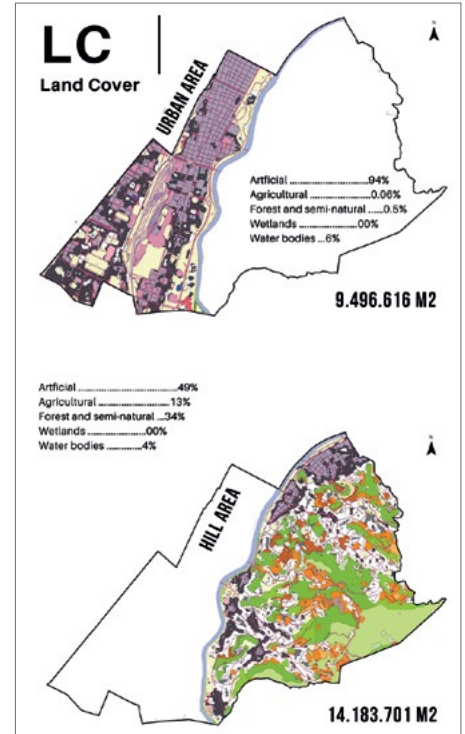 LC
Land Cover
URBAN AREA
Artficial ....................94%
Agricultural ................0.06%
Forest and semi-natural .....0.5%
Wetlands .............00%
Water bodies ...6%
9.496.616 M2
Artficial ............................49%
Agricultural ....................13%
Forest and semi-natural ...34%
Wetlands ................00%
Water bodies ............4%
HILL AREA
14.183.701 M2